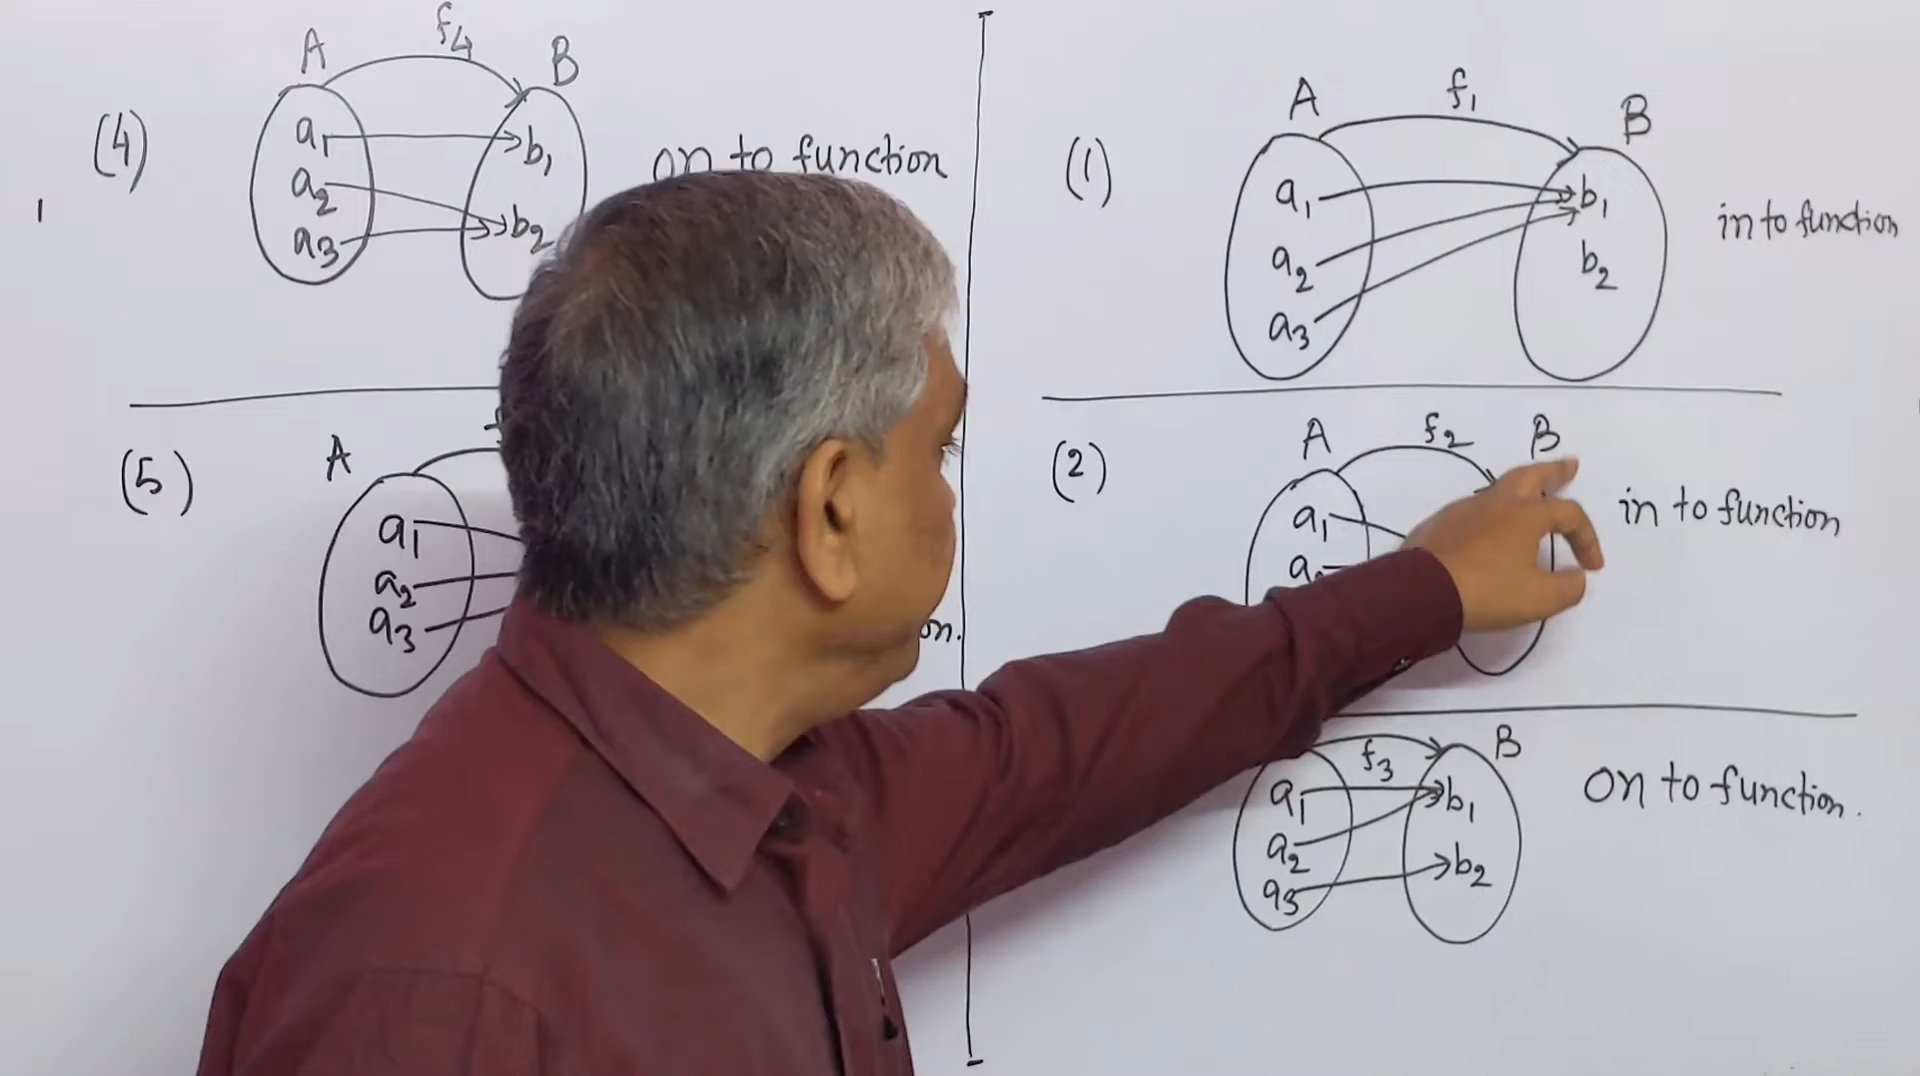 (4)
A f4 B
a1 b1
a2 b2
a3
on to function
(5)
A
a1
a2
a3
on.
(1)
A f1 B
a1 b1
a2 b2
a3
in to function
(2)
A f2 B
a1
in to function
f3 B
a1 b1
a2 b2
a3
on to function.